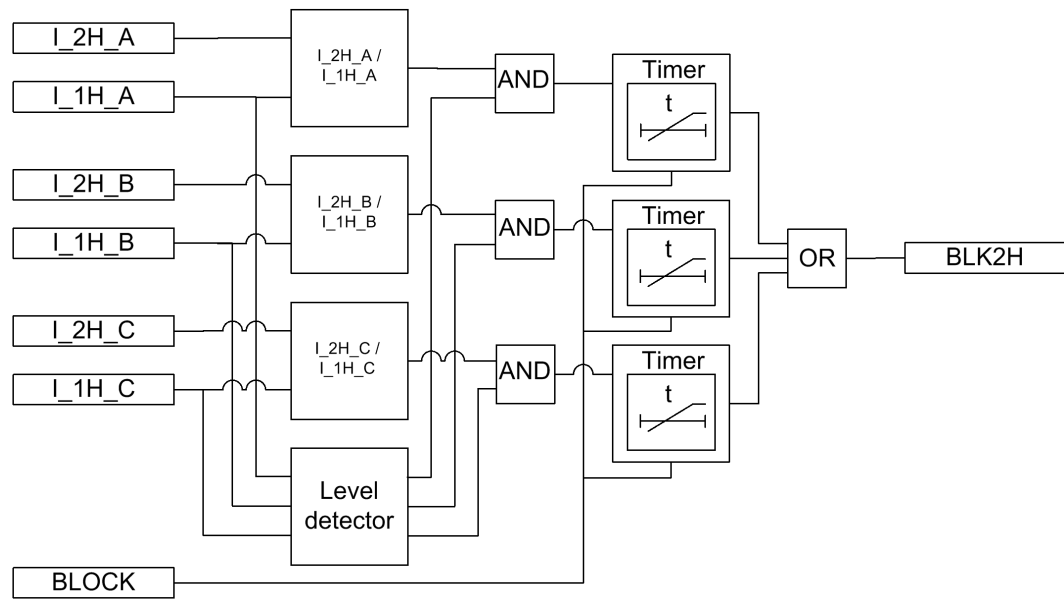 I_2H_A
I_1H_A
I_2H_A /
I_1H_A
AND
Timer
t
I_2H_B
I_1H_B
I_2H_B /
I_1H_B
AND
Timer
t
OR
BLK2H
I_2H_C
I_1H_C
I_2H_C /
I_1H_C
AND
Timer
t
Level
detector
BLOCK